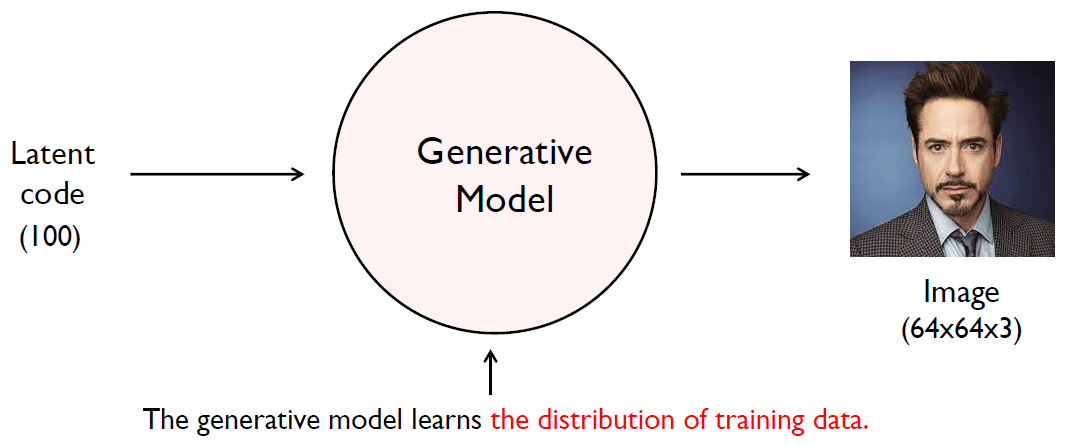 Latent
code
(100)
Generative
Model
Image
(64x64x3)
The generative model learns the distribution of training data.